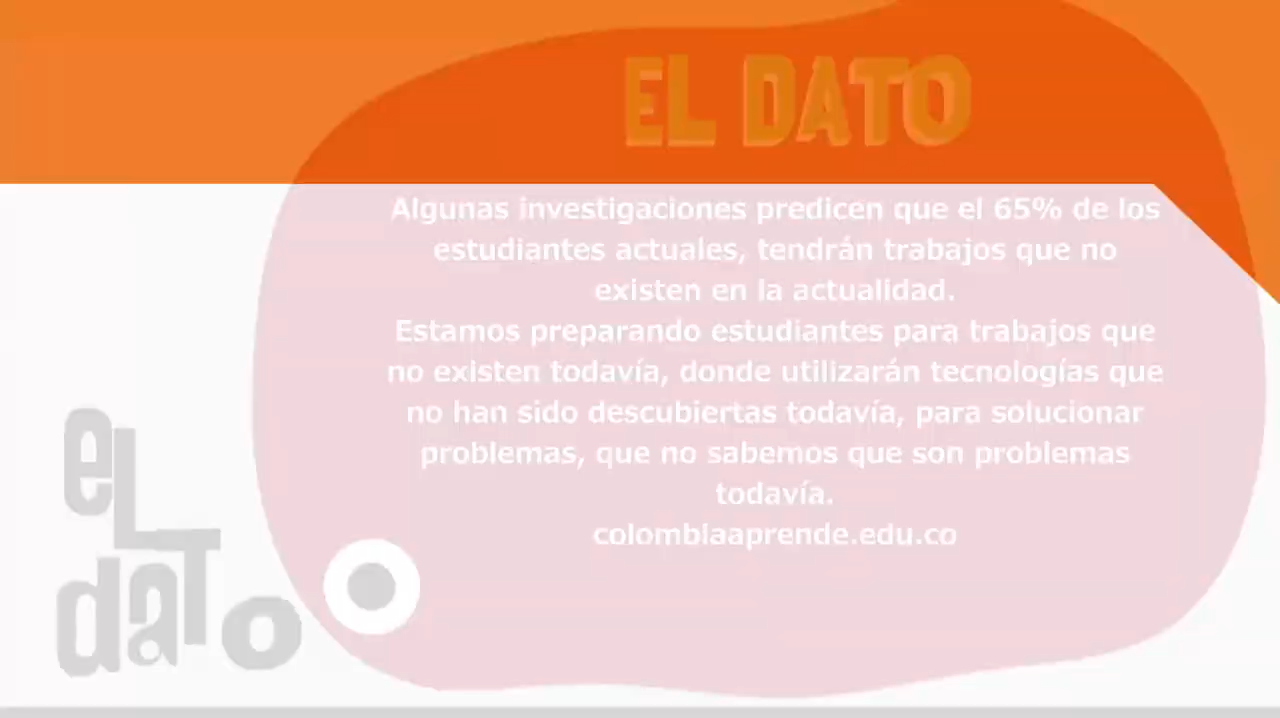 EL DATO
Algunas investigaciones predicen que el 65% de los
estudiantes actuales, tendrán trabajos que no
existen en la actualidad.
Estamos preparando estudiantes para trabajos que
no existen todavía, donde utilizarán tecnologías que
no han sido descubiertas todavía, para solucionar
problemas, que no sabemos que son problemas
todavía.
colombiaaprende.edu.co
eL
daTo